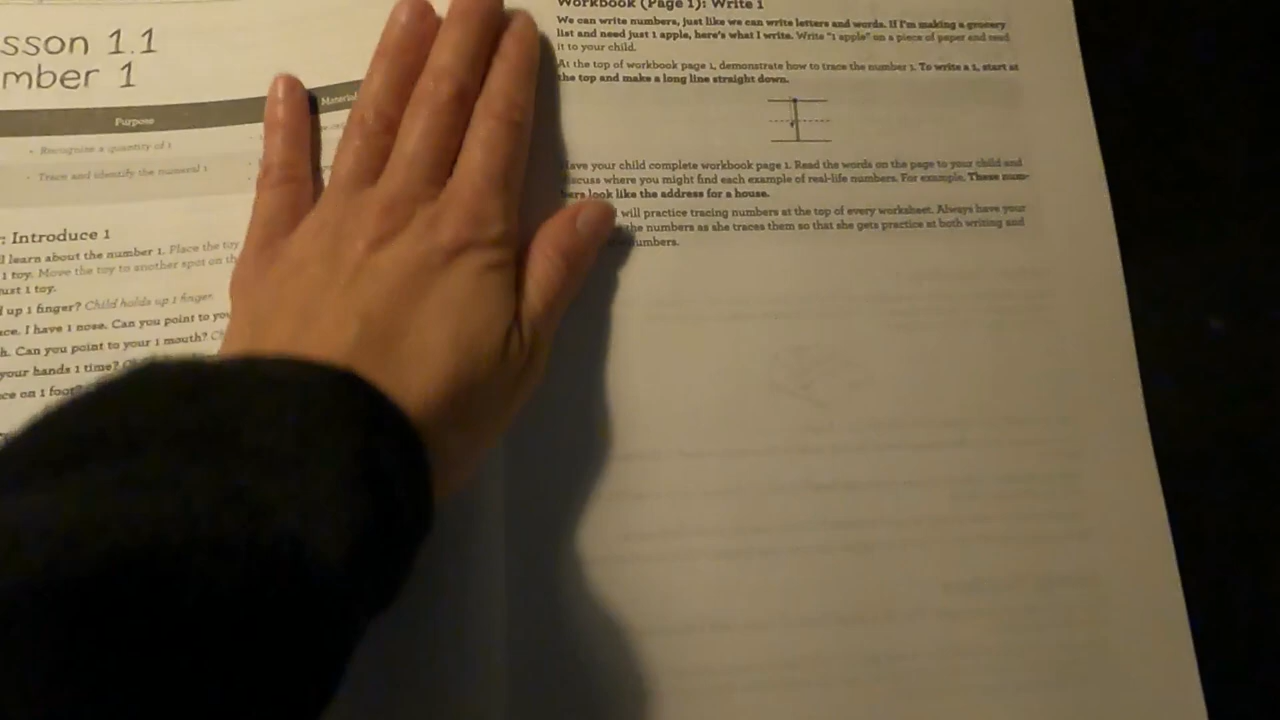 sson 1.1
mber 1
Purpose
Material
• Recognize a quantity of 1
• Trace and identify the numeral 1
: Introduce 1
l learn about the number 1. Place the toy
1 toy. Move the toy to another spot on th
ust 1 toy.
d up 1 finger? Child holds up 1 finger.
ace. I have 1 nose. Can you point to you
h. Can you point to your 1 mouth? Ch
your hands 1 time?
ce on 1 foot?
Workbook (Page 1): Write 1
We can write numbers, just like we can write letters and words. If I'm making a grocery
list and need just 1 apple, here's what I write. Write "1 apple" on a piece of paper and read
it to your child.
At the top of workbook page 1, demonstrate how to trace the number 1. To write a 1, start at
the top and make a long line straight down.
Have your child complete workbook page 1. Read the words on the page to your child and
discuss where you might find each example of real-life numbers. For example, These num-
bers look like the address for a house.
will practice tracing numbers at the top of every worksheet. Always have your
the numbers as she traces them so that she gets practice at both writing and
numbers.